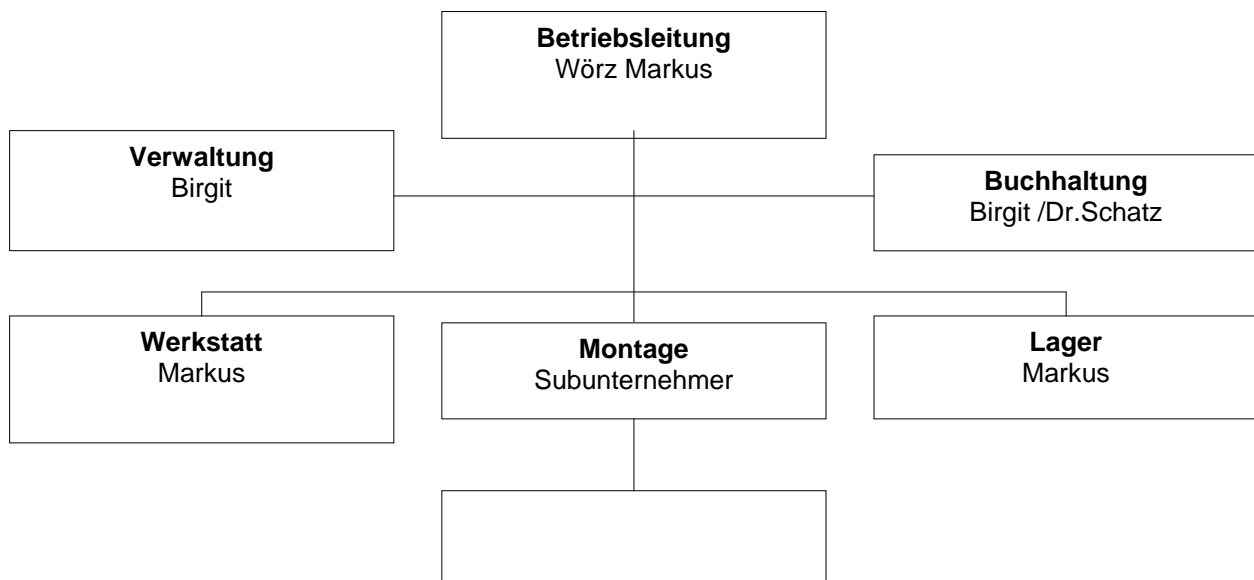 Betriebsleitung
Wörz Markus
Verwaltung
Birgit
Buchhaltung
Birgit /Dr.Schatz
Werkstatt
Markus
Montage
Subunternehmer
Lager
Markus